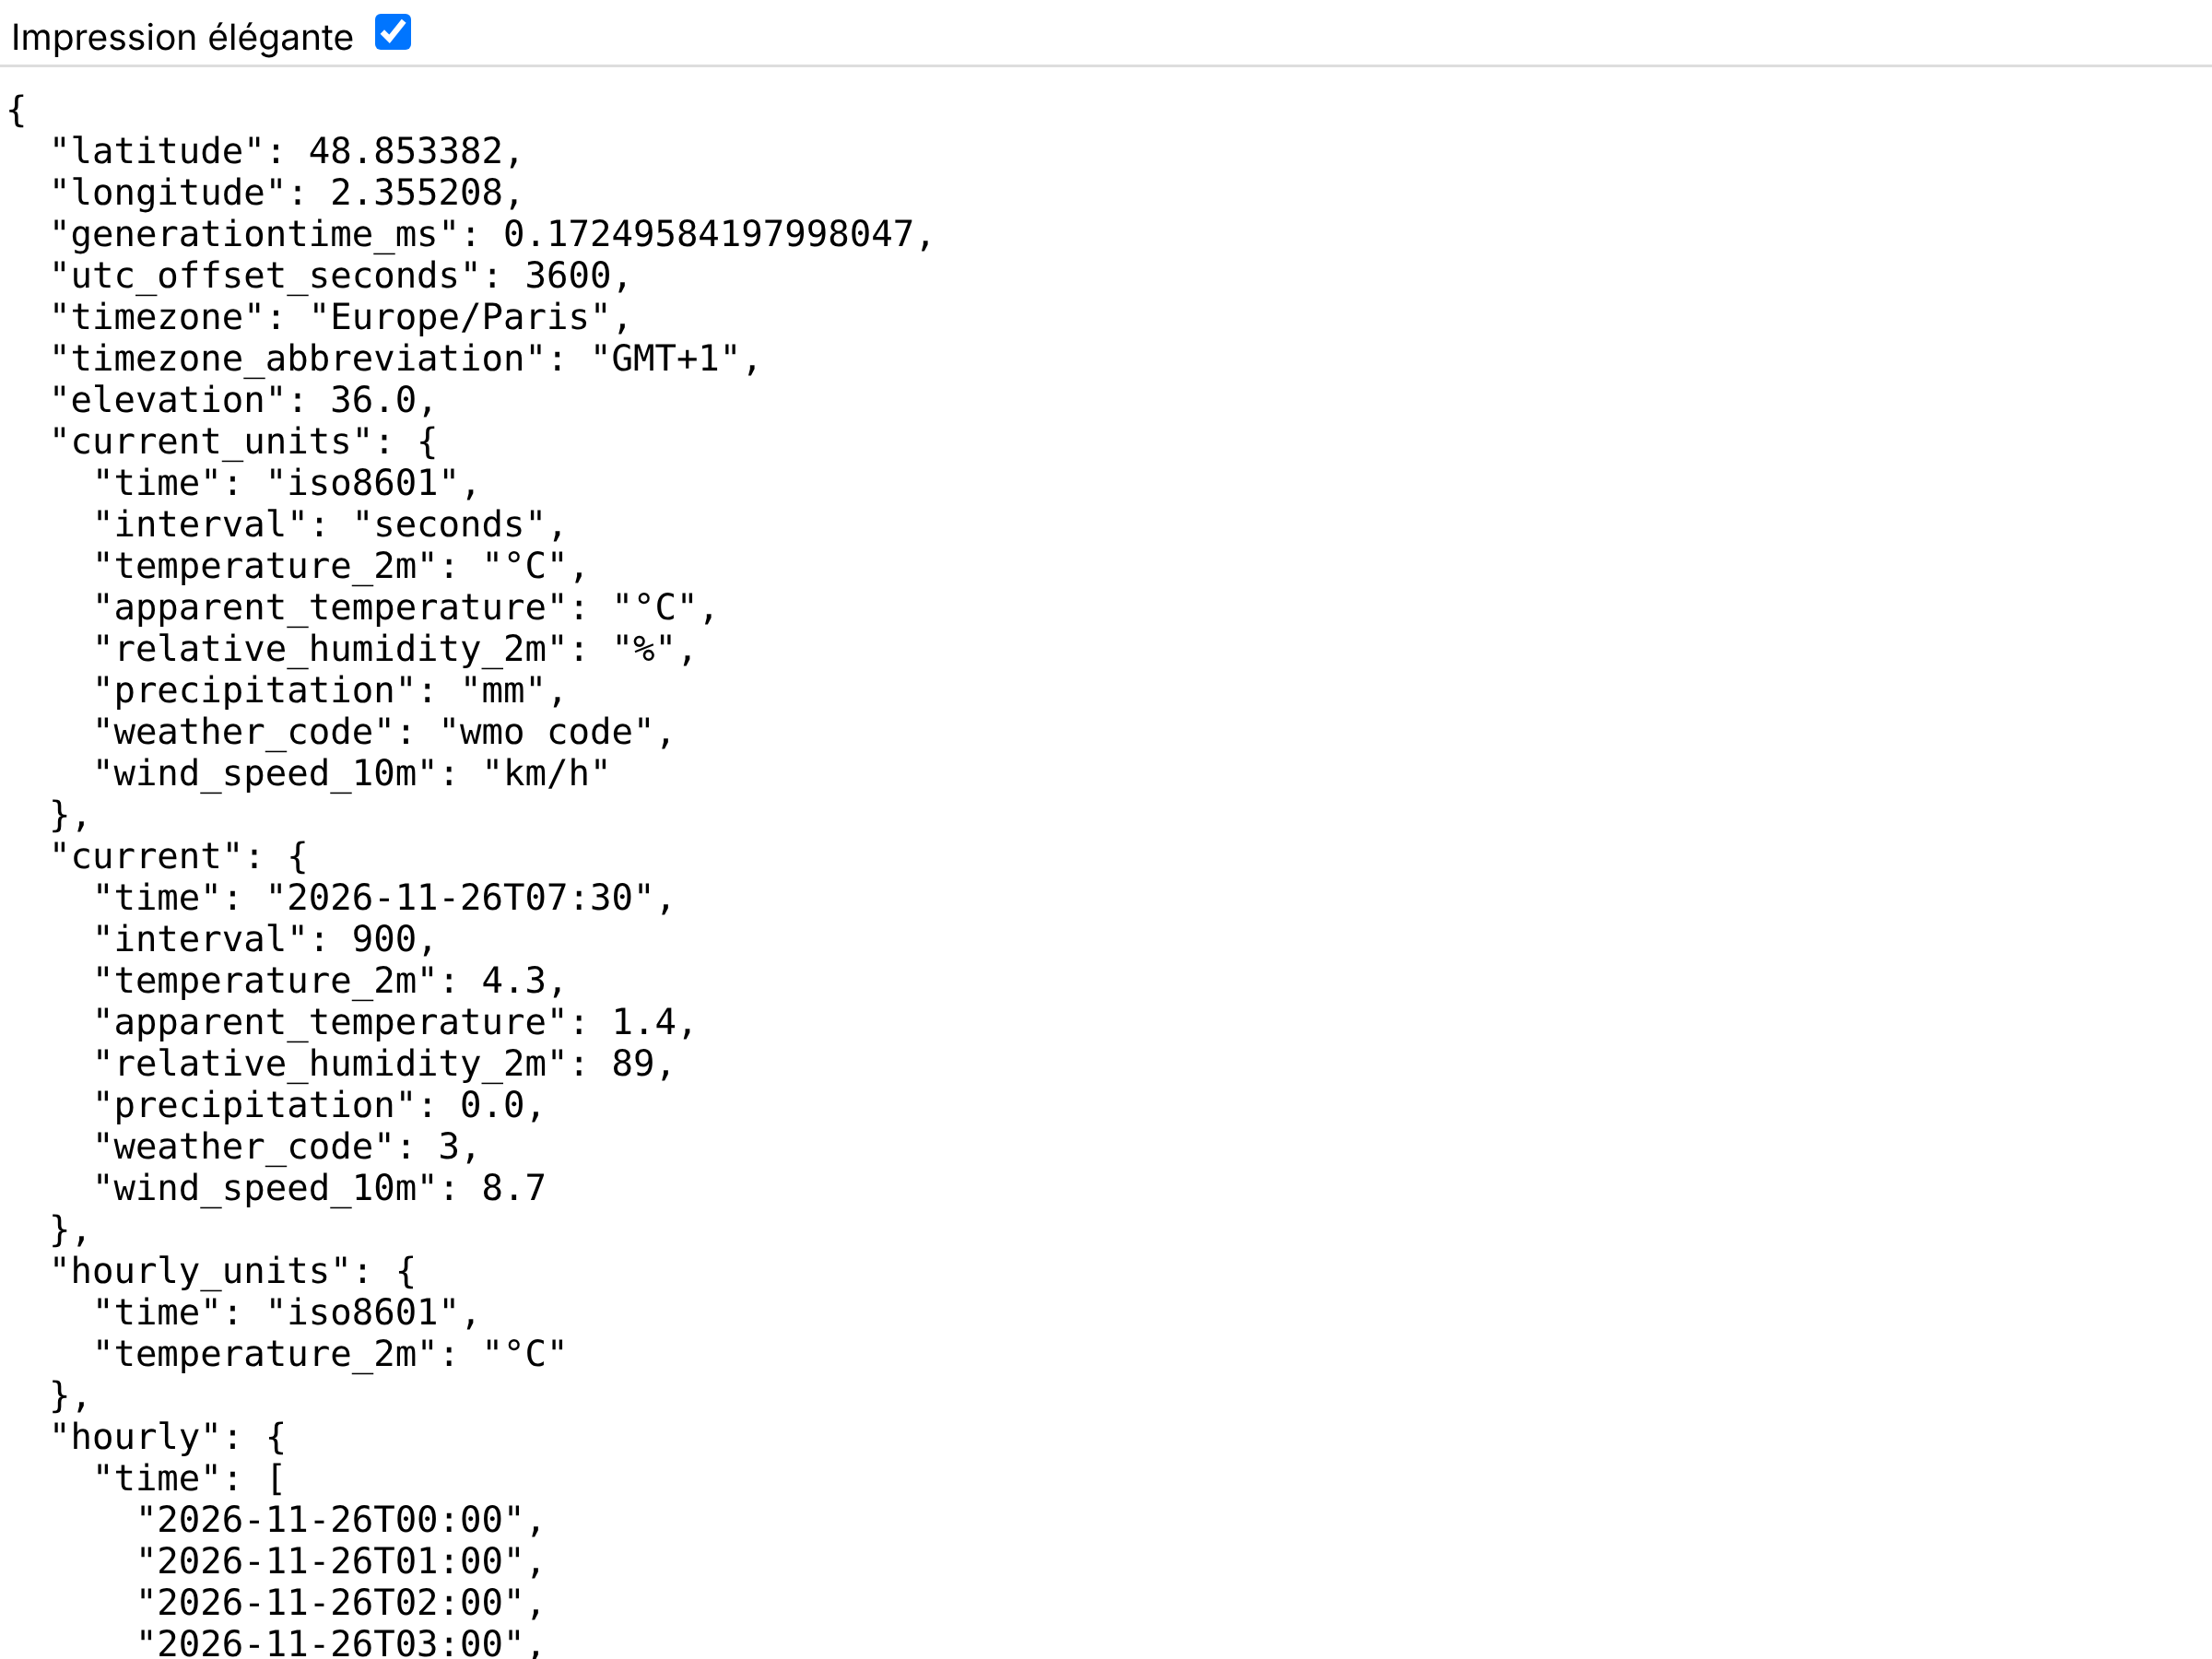 Impression élégante
{
  "latitude": 48.853382,
  "longitude": 2.355208,
  "generationtime_ms": 0.17249584197998047,
  "utc_offset_seconds": 3600,
  "timezone": "Europe/Paris",
  "timezone_abbreviation": "GMT+1",
  "elevation": 36.0,
  "current_units": {
    "time": "iso8601",
    "interval": "seconds",
    "temperature_2m": "°C",
    "apparent_temperature": "°C",
    "relative_humidity_2m": "%",
    "precipitation": "mm",
    "weather_code": "wmo code",
    "wind_speed_10m": "km/h"
  },
  "current": {
    "time": "2026-11-26T07:30",
    "interval": 900,
    "temperature_2m": 4.3,
    "apparent_temperature": 1.4,
    "relative_humidity_2m": 89,
    "precipitation": 0.0,
    "weather_code": 3,
    "wind_speed_10m": 8.7
  },
  "hourly_units": {
    "time": "iso8601",
    "temperature_2m": "°C"
  },
  "hourly": {
    "time": [
      "2026-11-26T00:00",
      "2026-11-26T01:00",
      "2026-11-26T02:00",
      "2026-11-26T03:00",